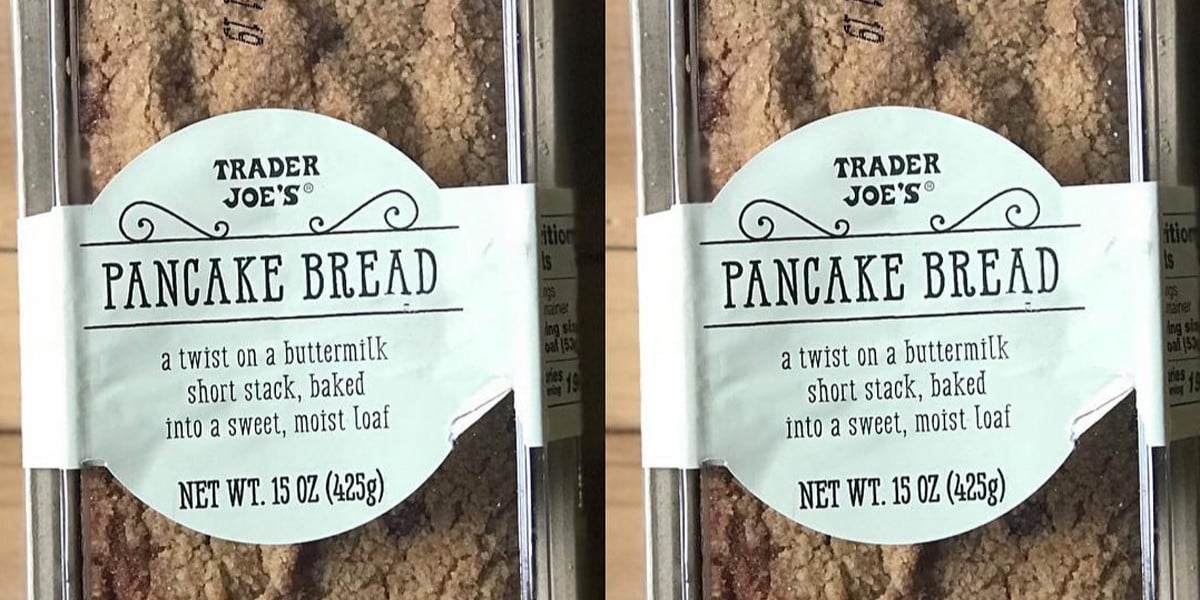 TRADER
JOE'S®
PANCAKE BREAD
a twist on a buttermilk
short stack, baked
into a sweet, moist loaf
NET WT. 15 OZ (425g)
TRADER
JOE'S®
PANCAKE BREAD
a twist on a buttermilk
short stack, baked
into a sweet, moist loaf
NET WT. 15 OZ (425g)